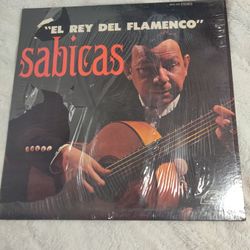 "EL REY DEL FLAMENCO"
sabicas